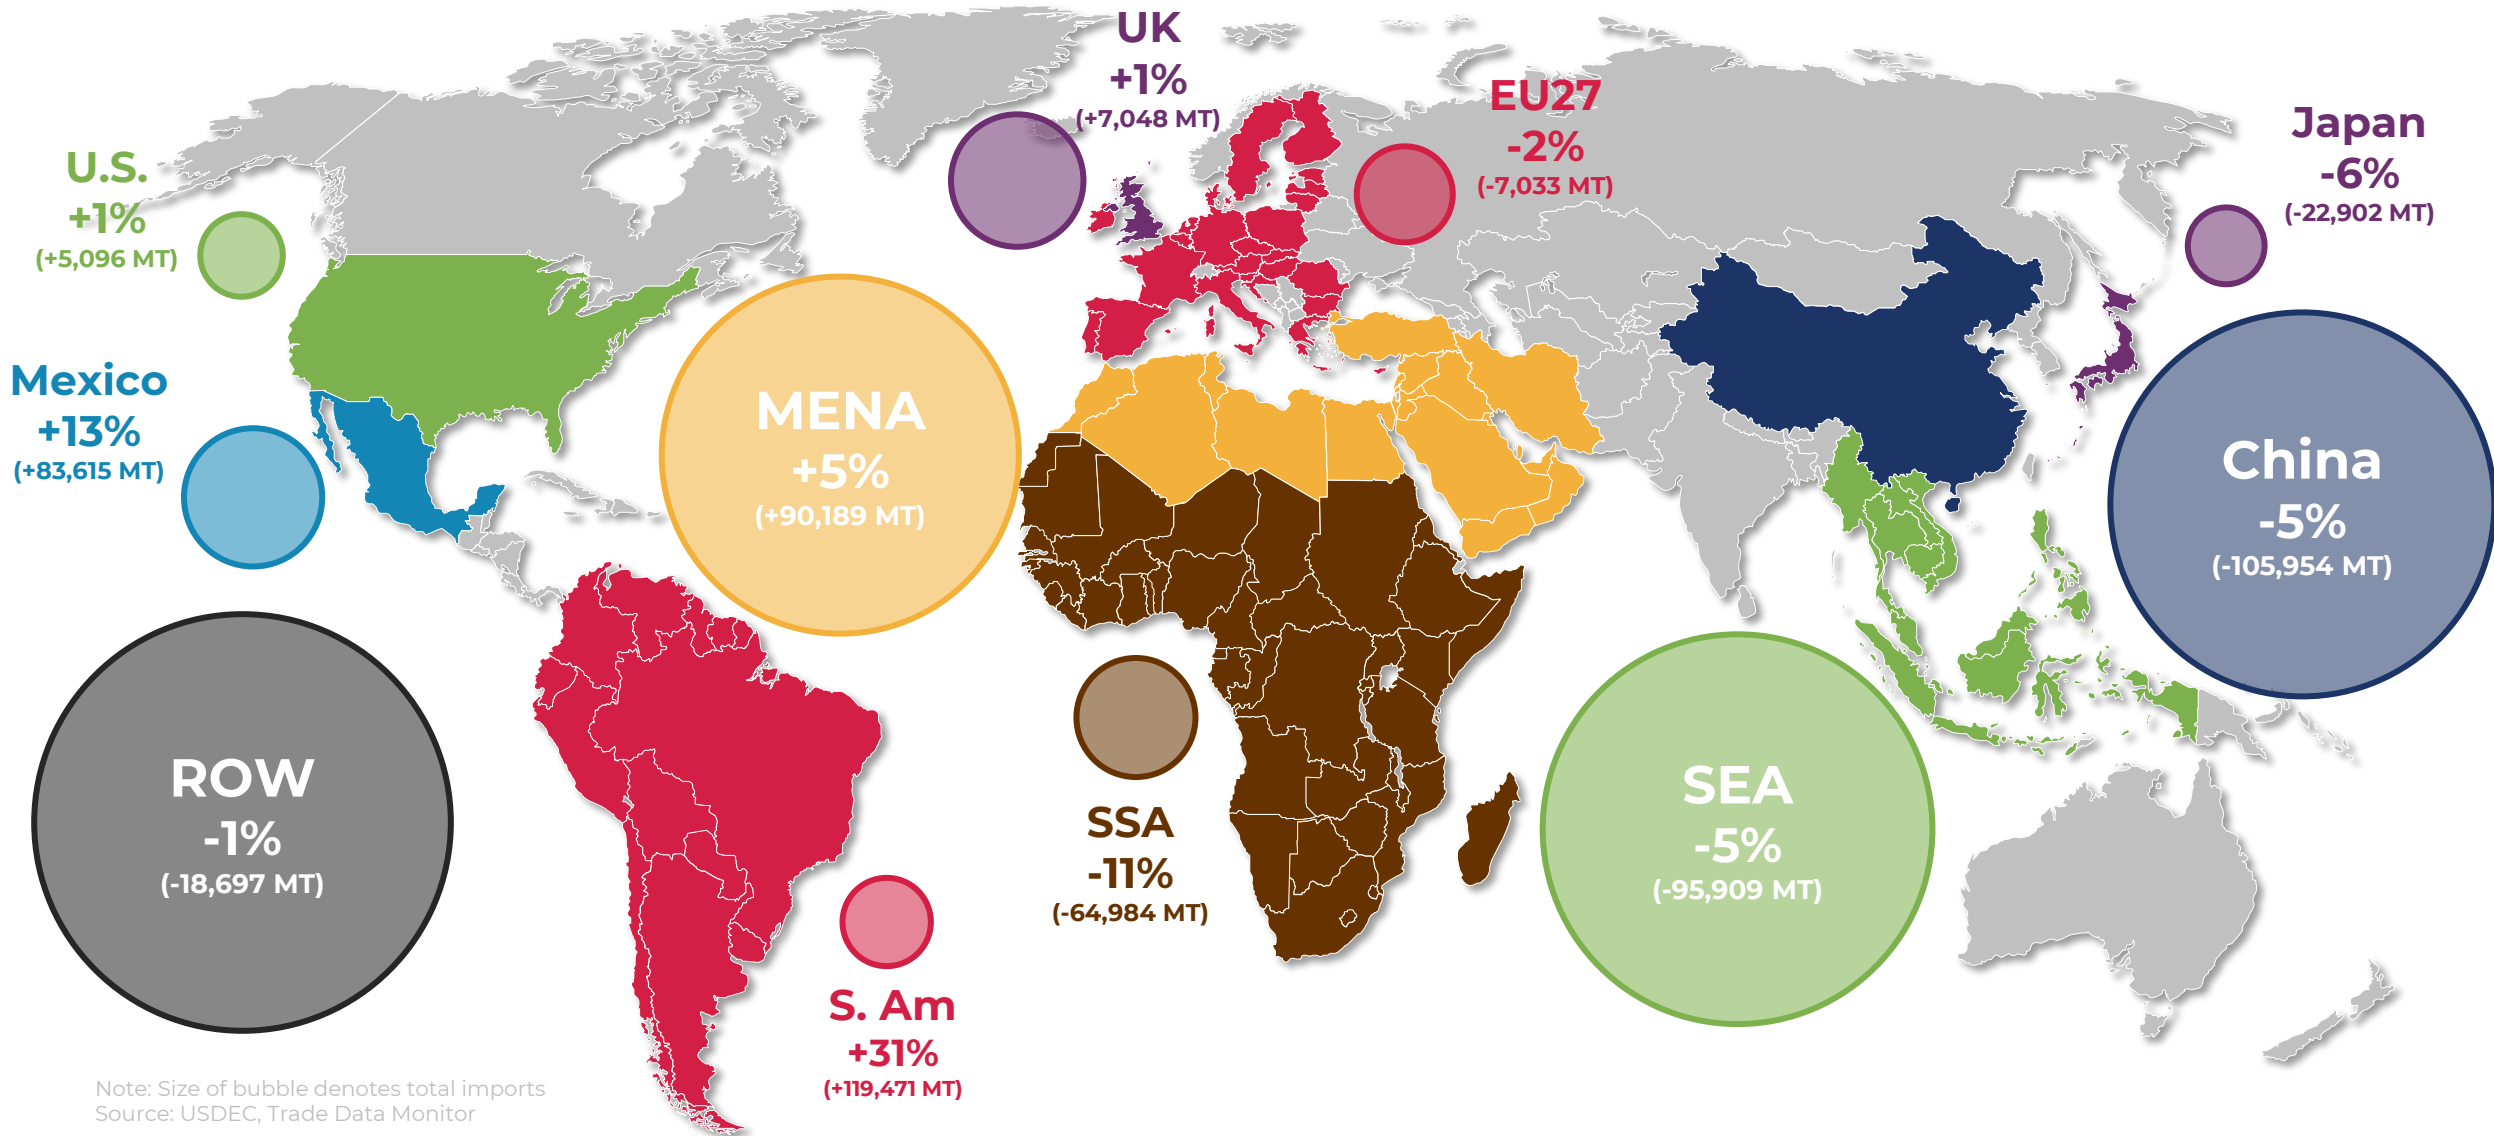 UK
+1%
(+7,048 MT)
EU27
-2%
(-7,033 MT)
Japan
-6%
(-22,902 MT)
U.S.
+1%
(+5,096 MT)
Mexico
+13%
(+83,615 MT)
MENA
+5%
(+90,189 MT)
China
-5%
(-105,954 MT)
ROW
-1%
(-18,697 MT)
SSA
-11%
(-64,984 MT)
SEA
-5%
(-95,909 MT)
S. Am
+31%
(+119,471 MT)
Note: Size of bubble denotes total imports
Source: USDEC, Trade Data Monitor